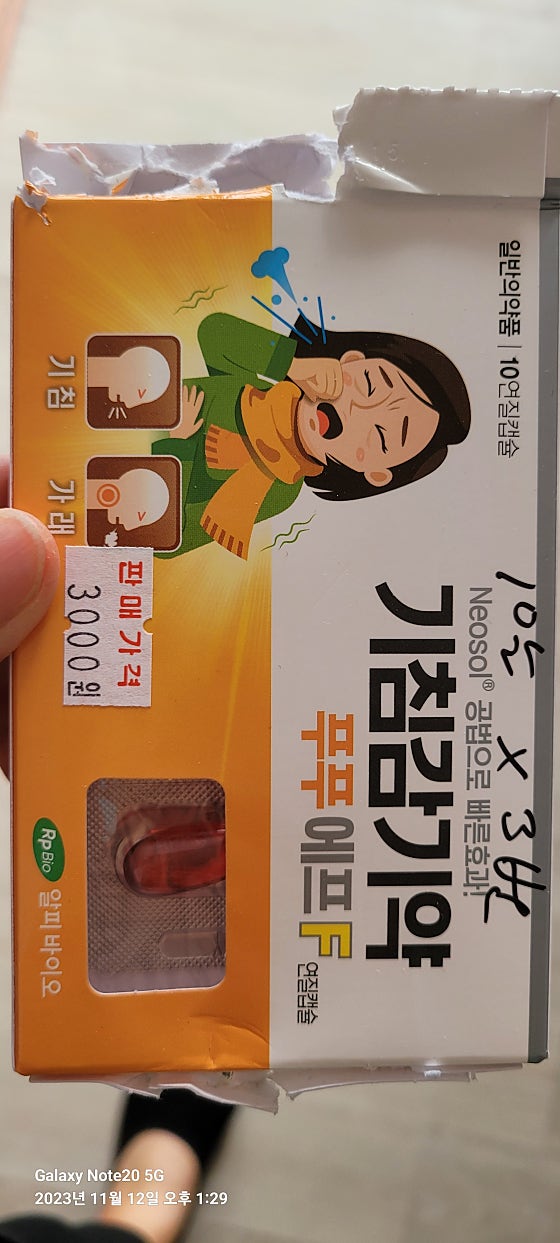 일반의약품 | 10연질캡슐
Neosol® 공법으로 빠른효과!
기침감기약
푸푸 에프F
연질캡슐
기침
가래
판매가격
3000원
RpBio 알피바이오
x 3번
Galaxy Note20 5G
2023년 11월 12일 오후 1:29